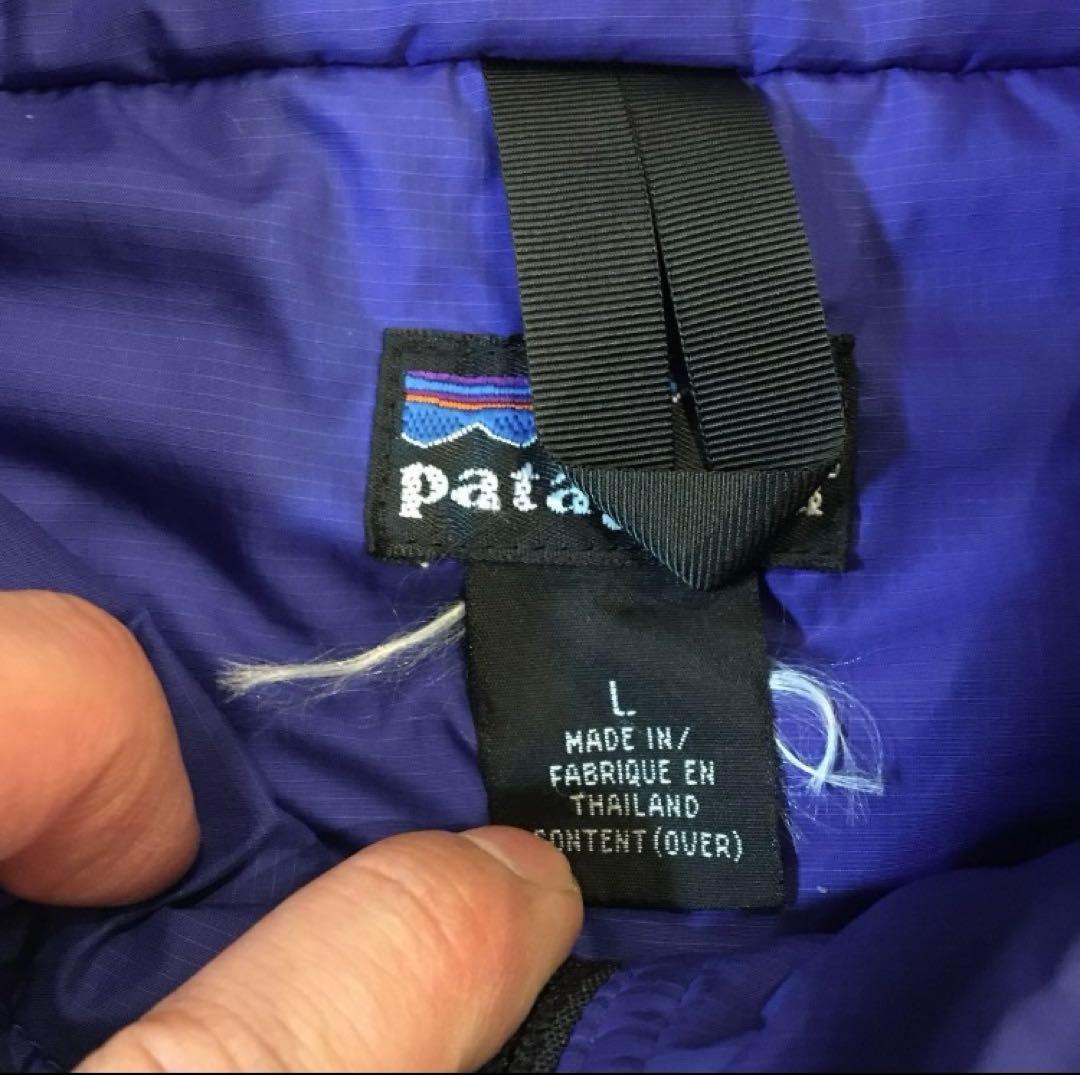 pata
L
MADE IN/
FABRIQUE EN
THAILAND
CONTENT (OVER)